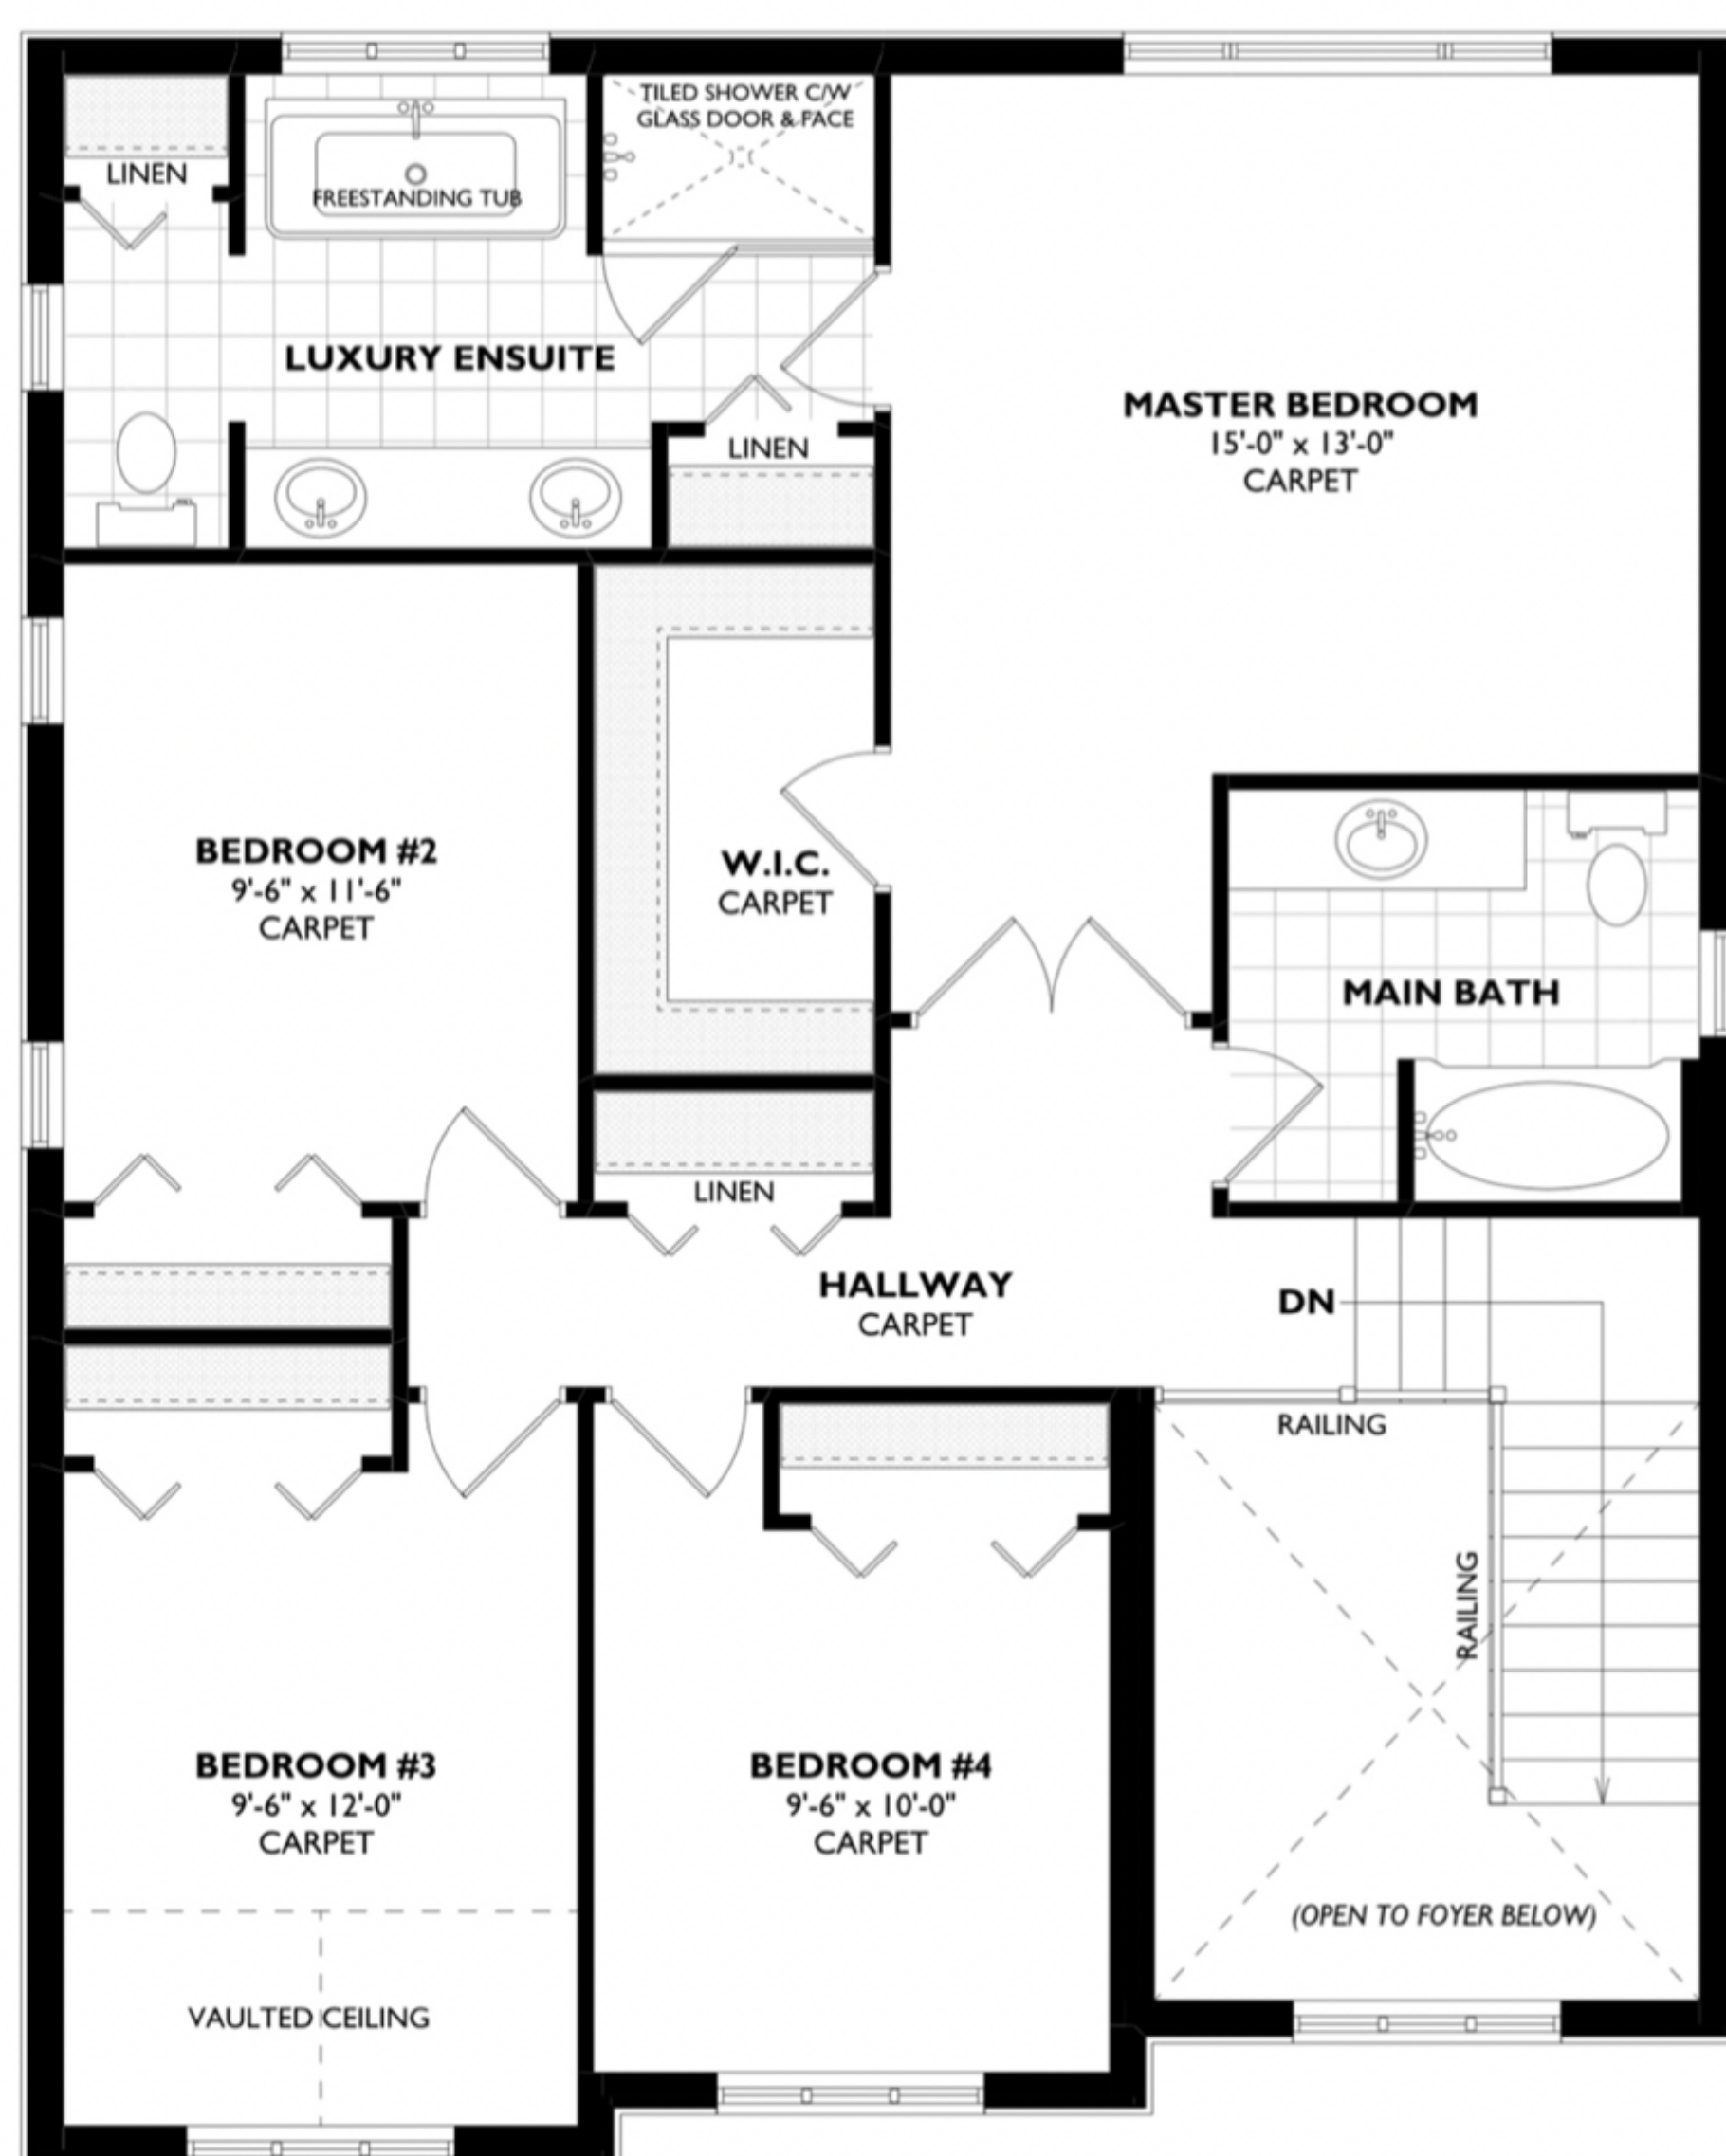 TILED SHOWER C/W
GLASS DOOR & FACE
LINEN
FREESTANDING TUB
LUXURY ENSUITE
MASTER BEDROOM
15'-0" x 13'-0"
CARPET
LINEN
BEDROOM #2
9'-6" x 11'-6"
CARPET
W.I.C.
CARPET
MAIN BATH
LINEN
HALLWAY
CARPET
DN
RAILING
RAILING
BEDROOM #3
9'-6" x 12'-0"
CARPET
BEDROOM #4
9'-6" x 10'-0"
CARPET
(OPEN TO FOYER BELOW)
VAULTED CEILING